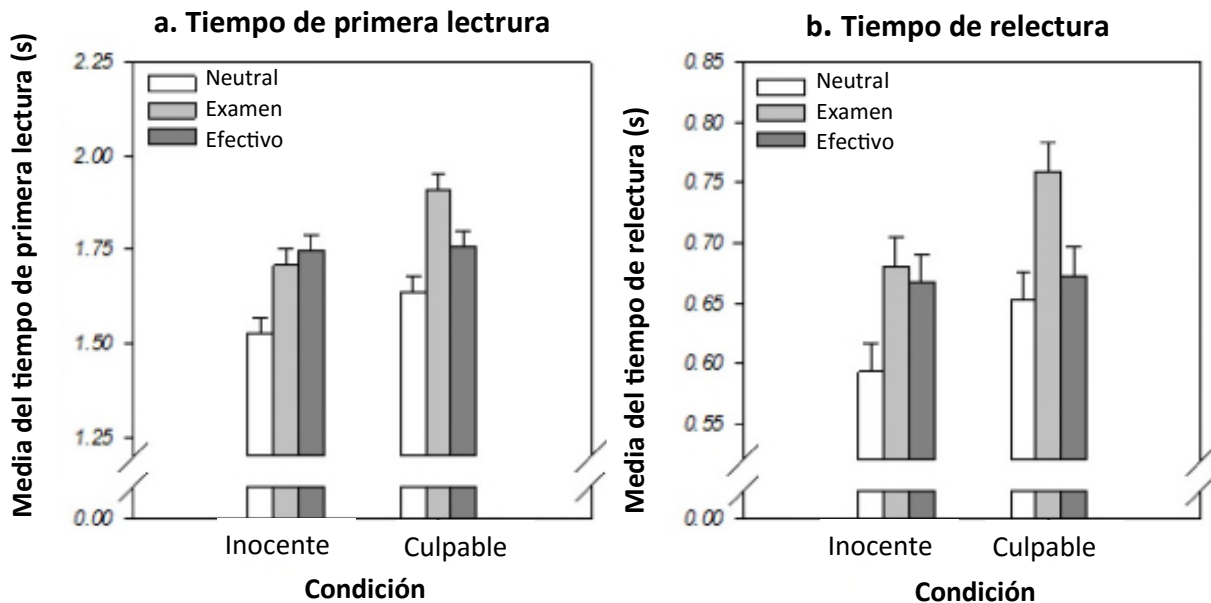 a. Tiempo de primera lectrura
Media del tiempo de primera lectura (s)
2.25
2.00
1.75
1.50
1.25
0.00
Neutral
Examen
Efectivo
Inocente
Culpable
Condición
b. Tiempo de relectura
Media del tiempo de relectura (s)
0.85
0.80
0.75
0.70
0.65
0.60
0.55
0.00
Neutral
Examen
Efectivo
Inocente
Culpable
Condición